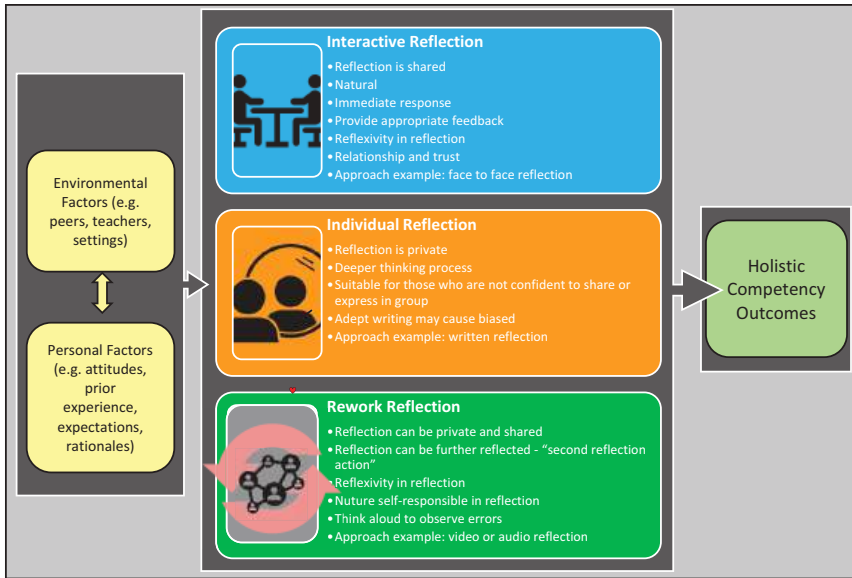 Environmental
Factors (e.g.
peers, teachers,
settings)
Personal Factors
(e.g. attitudes,
prior
experience,
expectations,
rationales)
Interactive Reflection
•Reflection is shared
•Natural
•Immediate response
•Provide appropriate feedback
•Reflexivity in reflection
•Relationship and trust
•Approach example: face to face reflection
Individual Reflection
•Reflection is private
•Deeper thinking process
•Suitable for those who are not confident to share or
express in group
•Adept writing may cause biased
•Approach example: written reflection
Rework Reflection
•Reflection can be private and shared
•Reflection can be further reflected - “second reflection
action”
•Reflexivity in reflection
•Nuture self-responsible in reflection
•Think aloud to observe errors
•Approach example: video or audio reflection
Holistic
Competency
Outcomes